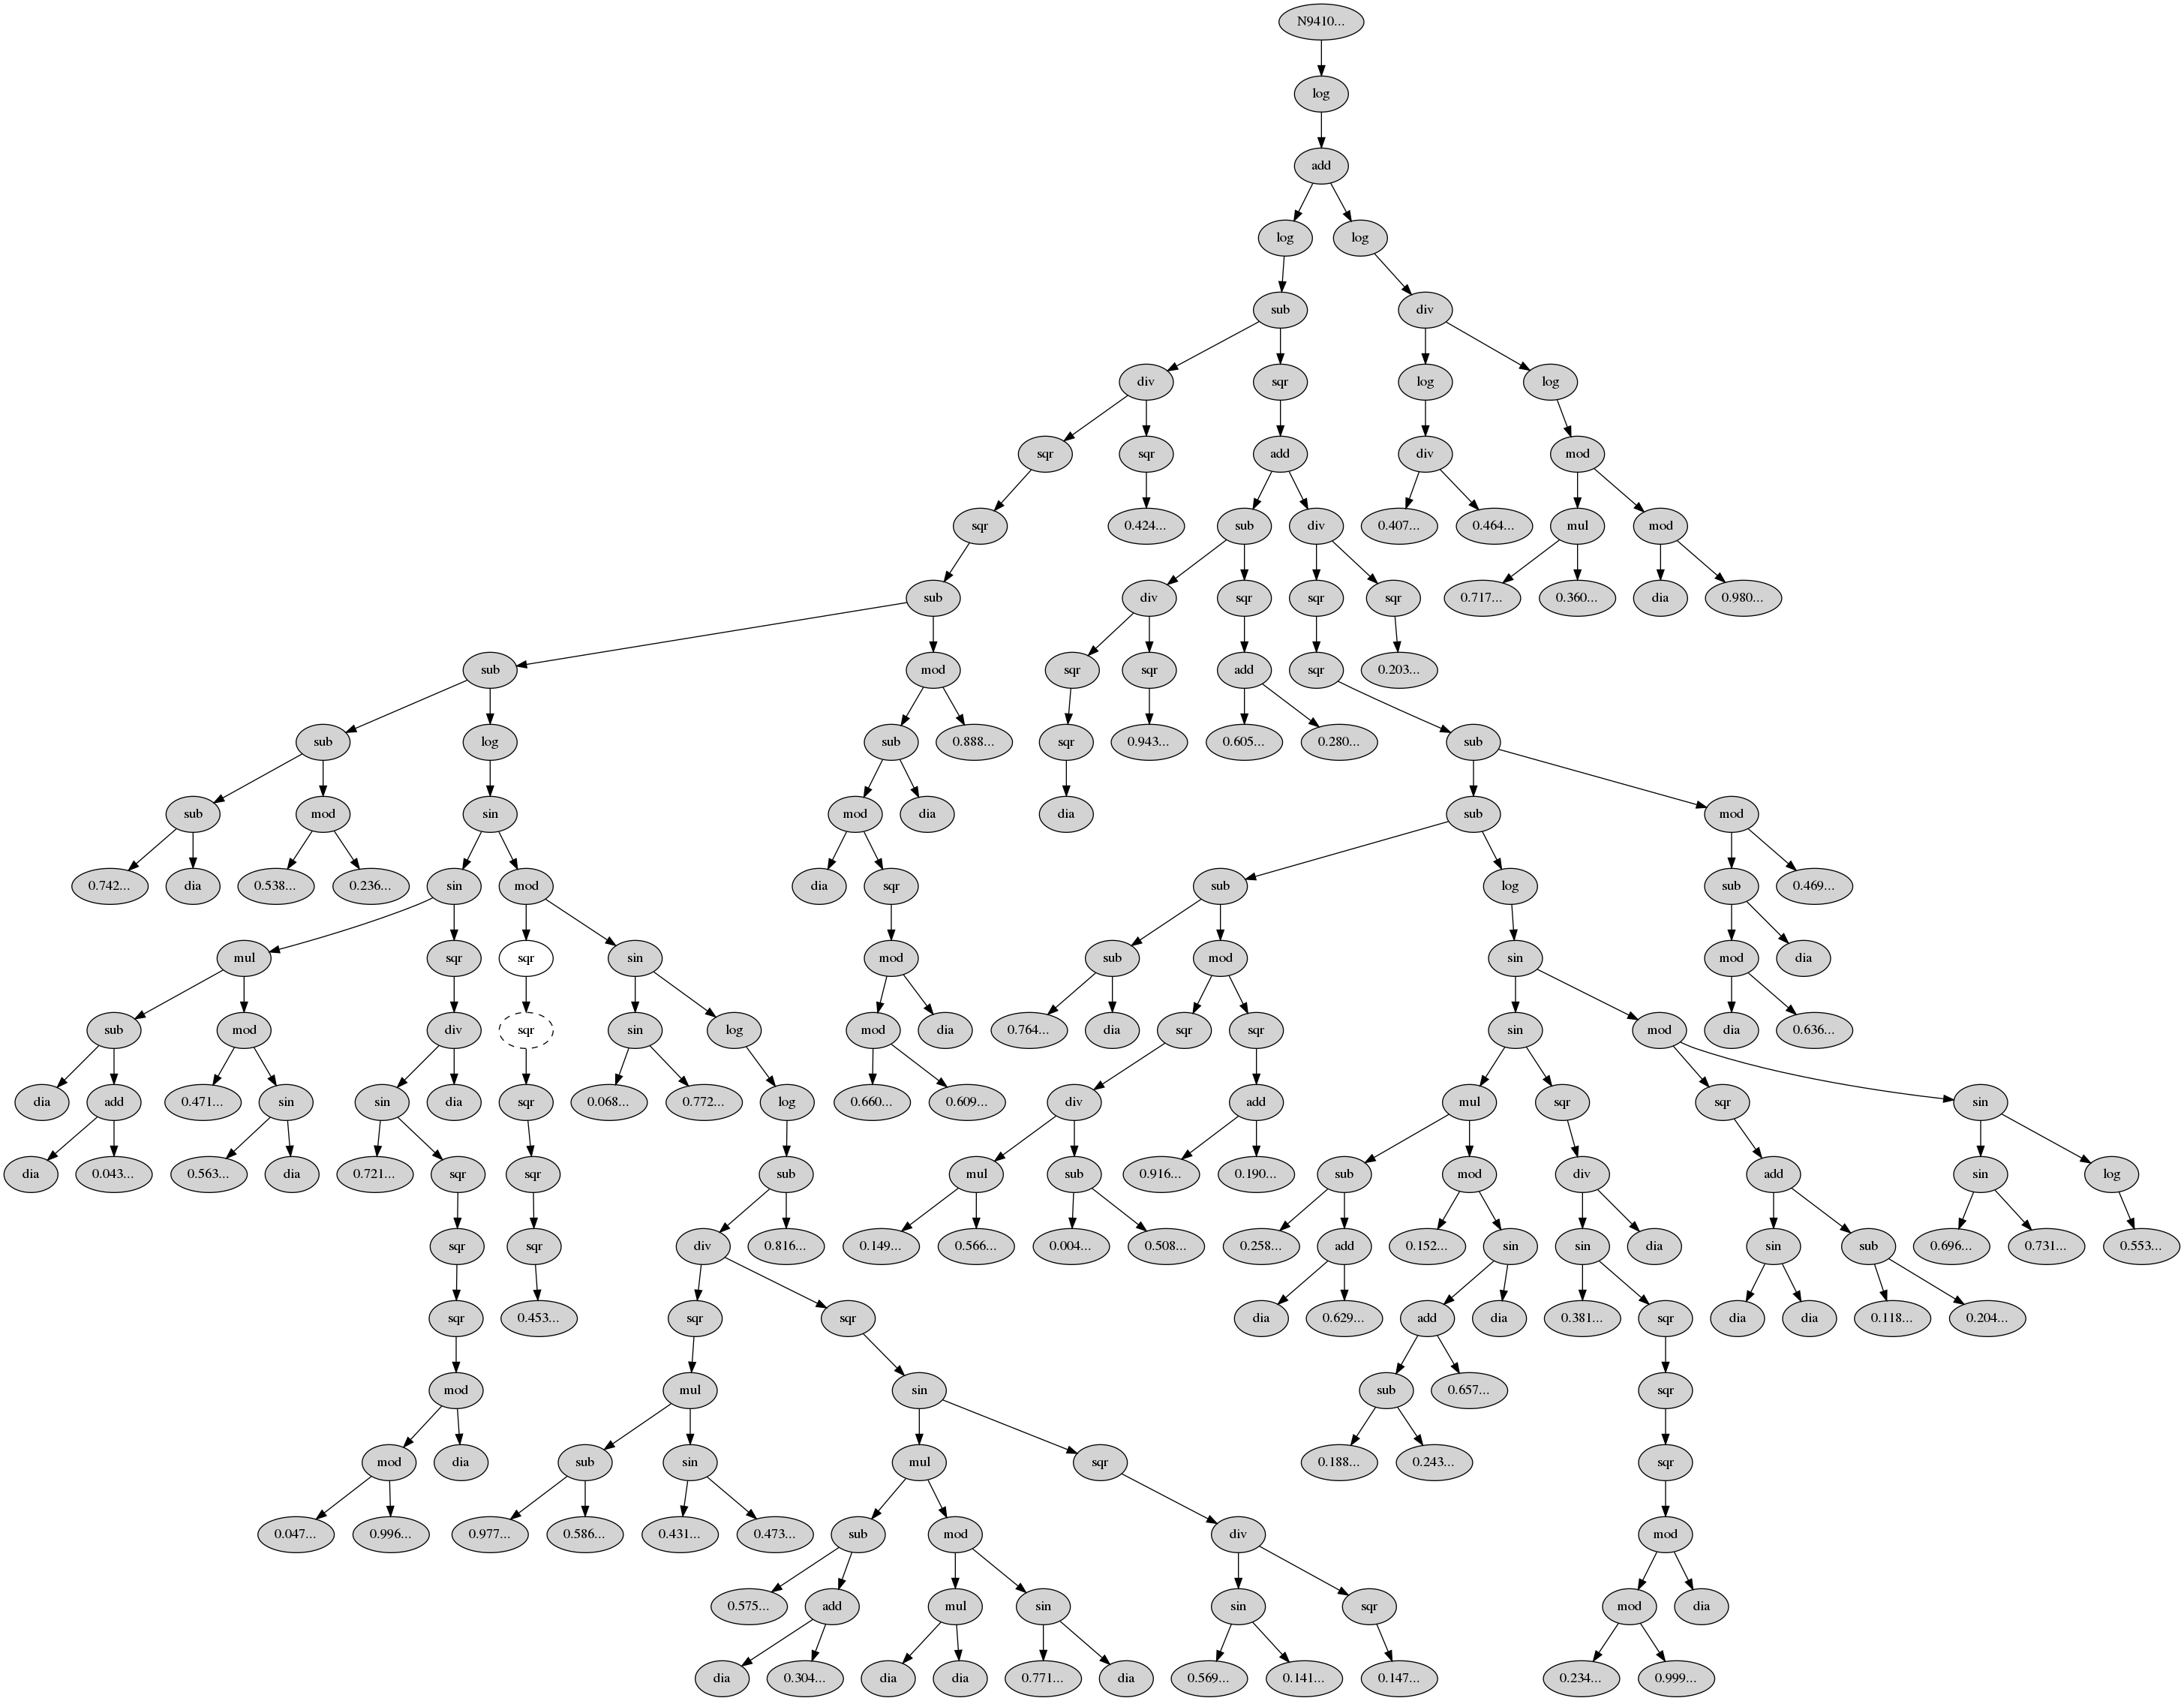 N9410...
log
add
log log
sub div
div sqr log log
sqr sqr add div mod
sqr 0.424... sub div 0.407... 0.464... mul mod
sub div sqr sqr sqr 0.717... 0.360... dia 0.980...
sub mod sqr sqr add sqr 0.203...
sub log sub 0.888... sqr 0.943... 0.605... 0.280... sub
sub mod sin mod dia dia sub mod
0.742... dia 0.538... 0.236... sin mod dia sqr sub log sub 0.469...
mul sqr sqr sin mod sub mod sin mod dia
sub mod div sqr sin log mod dia 0.764... dia sqr sqr sin mod dia 0.636...
dia add 0.471... sin sin dia sqr 0.068... 0.772... log 0.660... 0.609... div add mul sqr sqr sin
dia 0.043... 0.563... dia 0.721... sqr sqr sub mul sub 0.916... 0.190... sub mod div add sin log
sqr sqr div 0.816... 0.149... 0.566... 0.004... 0.508... 0.258... add 0.152... sin sin dia sin sub 0.696... 0.731... 0.553...
sqr 0.453... sqr sqr dia 0.629... add dia 0.381... sqr dia dia 0.118... 0.204...
mod mul sin sub 0.657... sqr
mod dia sub sin mul sqr 0.188... 0.243... sqr
0.047... 0.996... 0.977... 0.586... 0.431... 0.473... sub mod div mod
0.575... add mul sin sin sqr mod dia
dia 0.304... dia dia 0.771... dia 0.569... 0.141... 0.147... 0.234... 0.999...